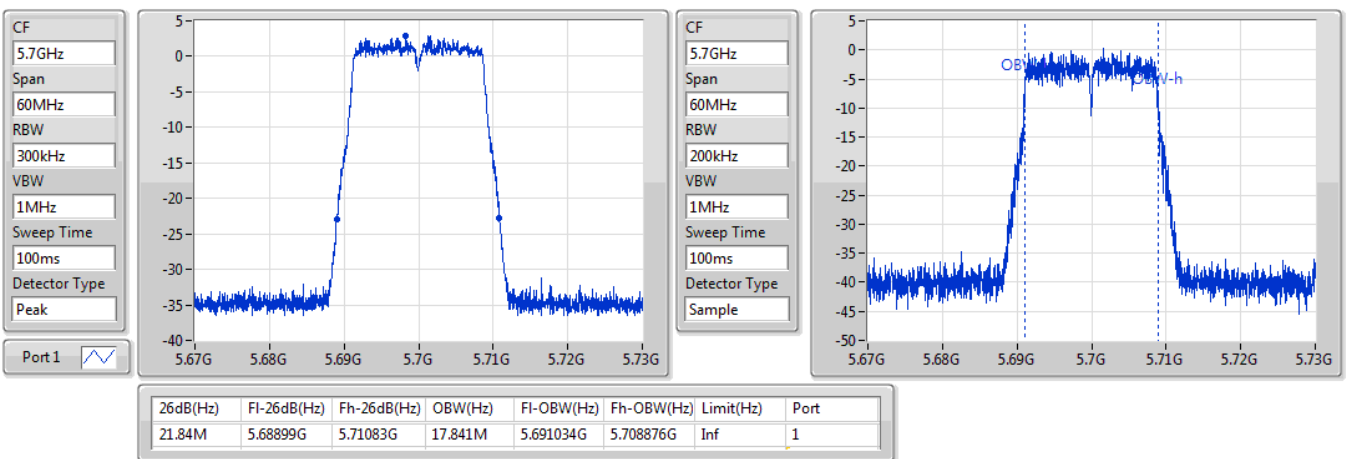 CF
5.7GHz
Span
60MHz
RBW
300kHz
VBW
1MHz
Sweep Time
100ms
Detector Type
Peak
Port 1
5
0
-5
-10
-15
-20
-25
-30
-35
-40
5.67G 5.68G 5.69G 5.7G 5.71G 5.72G 5.73G
CF
5.7GHz
Span
60MHz
RBW
200kHz
VBW
1MHz
Sweep Time
100ms
Detector Type
Sample
5
0
-5
-10
-15
-20
-25
-30
-35
-40
-45
-50
5.67G 5.68G 5.69G 5.7G 5.71G 5.72G 5.73G
26dB(Hz) Fl-26dB(Hz) Fh-26dB(Hz) OBW(Hz) Fl-OBW(Hz) Fh-OBW(Hz) Limit(Hz) Port
21.84M 5.68899G 5.71083G 17.841M 5.691034G 5.708876G Inf 1